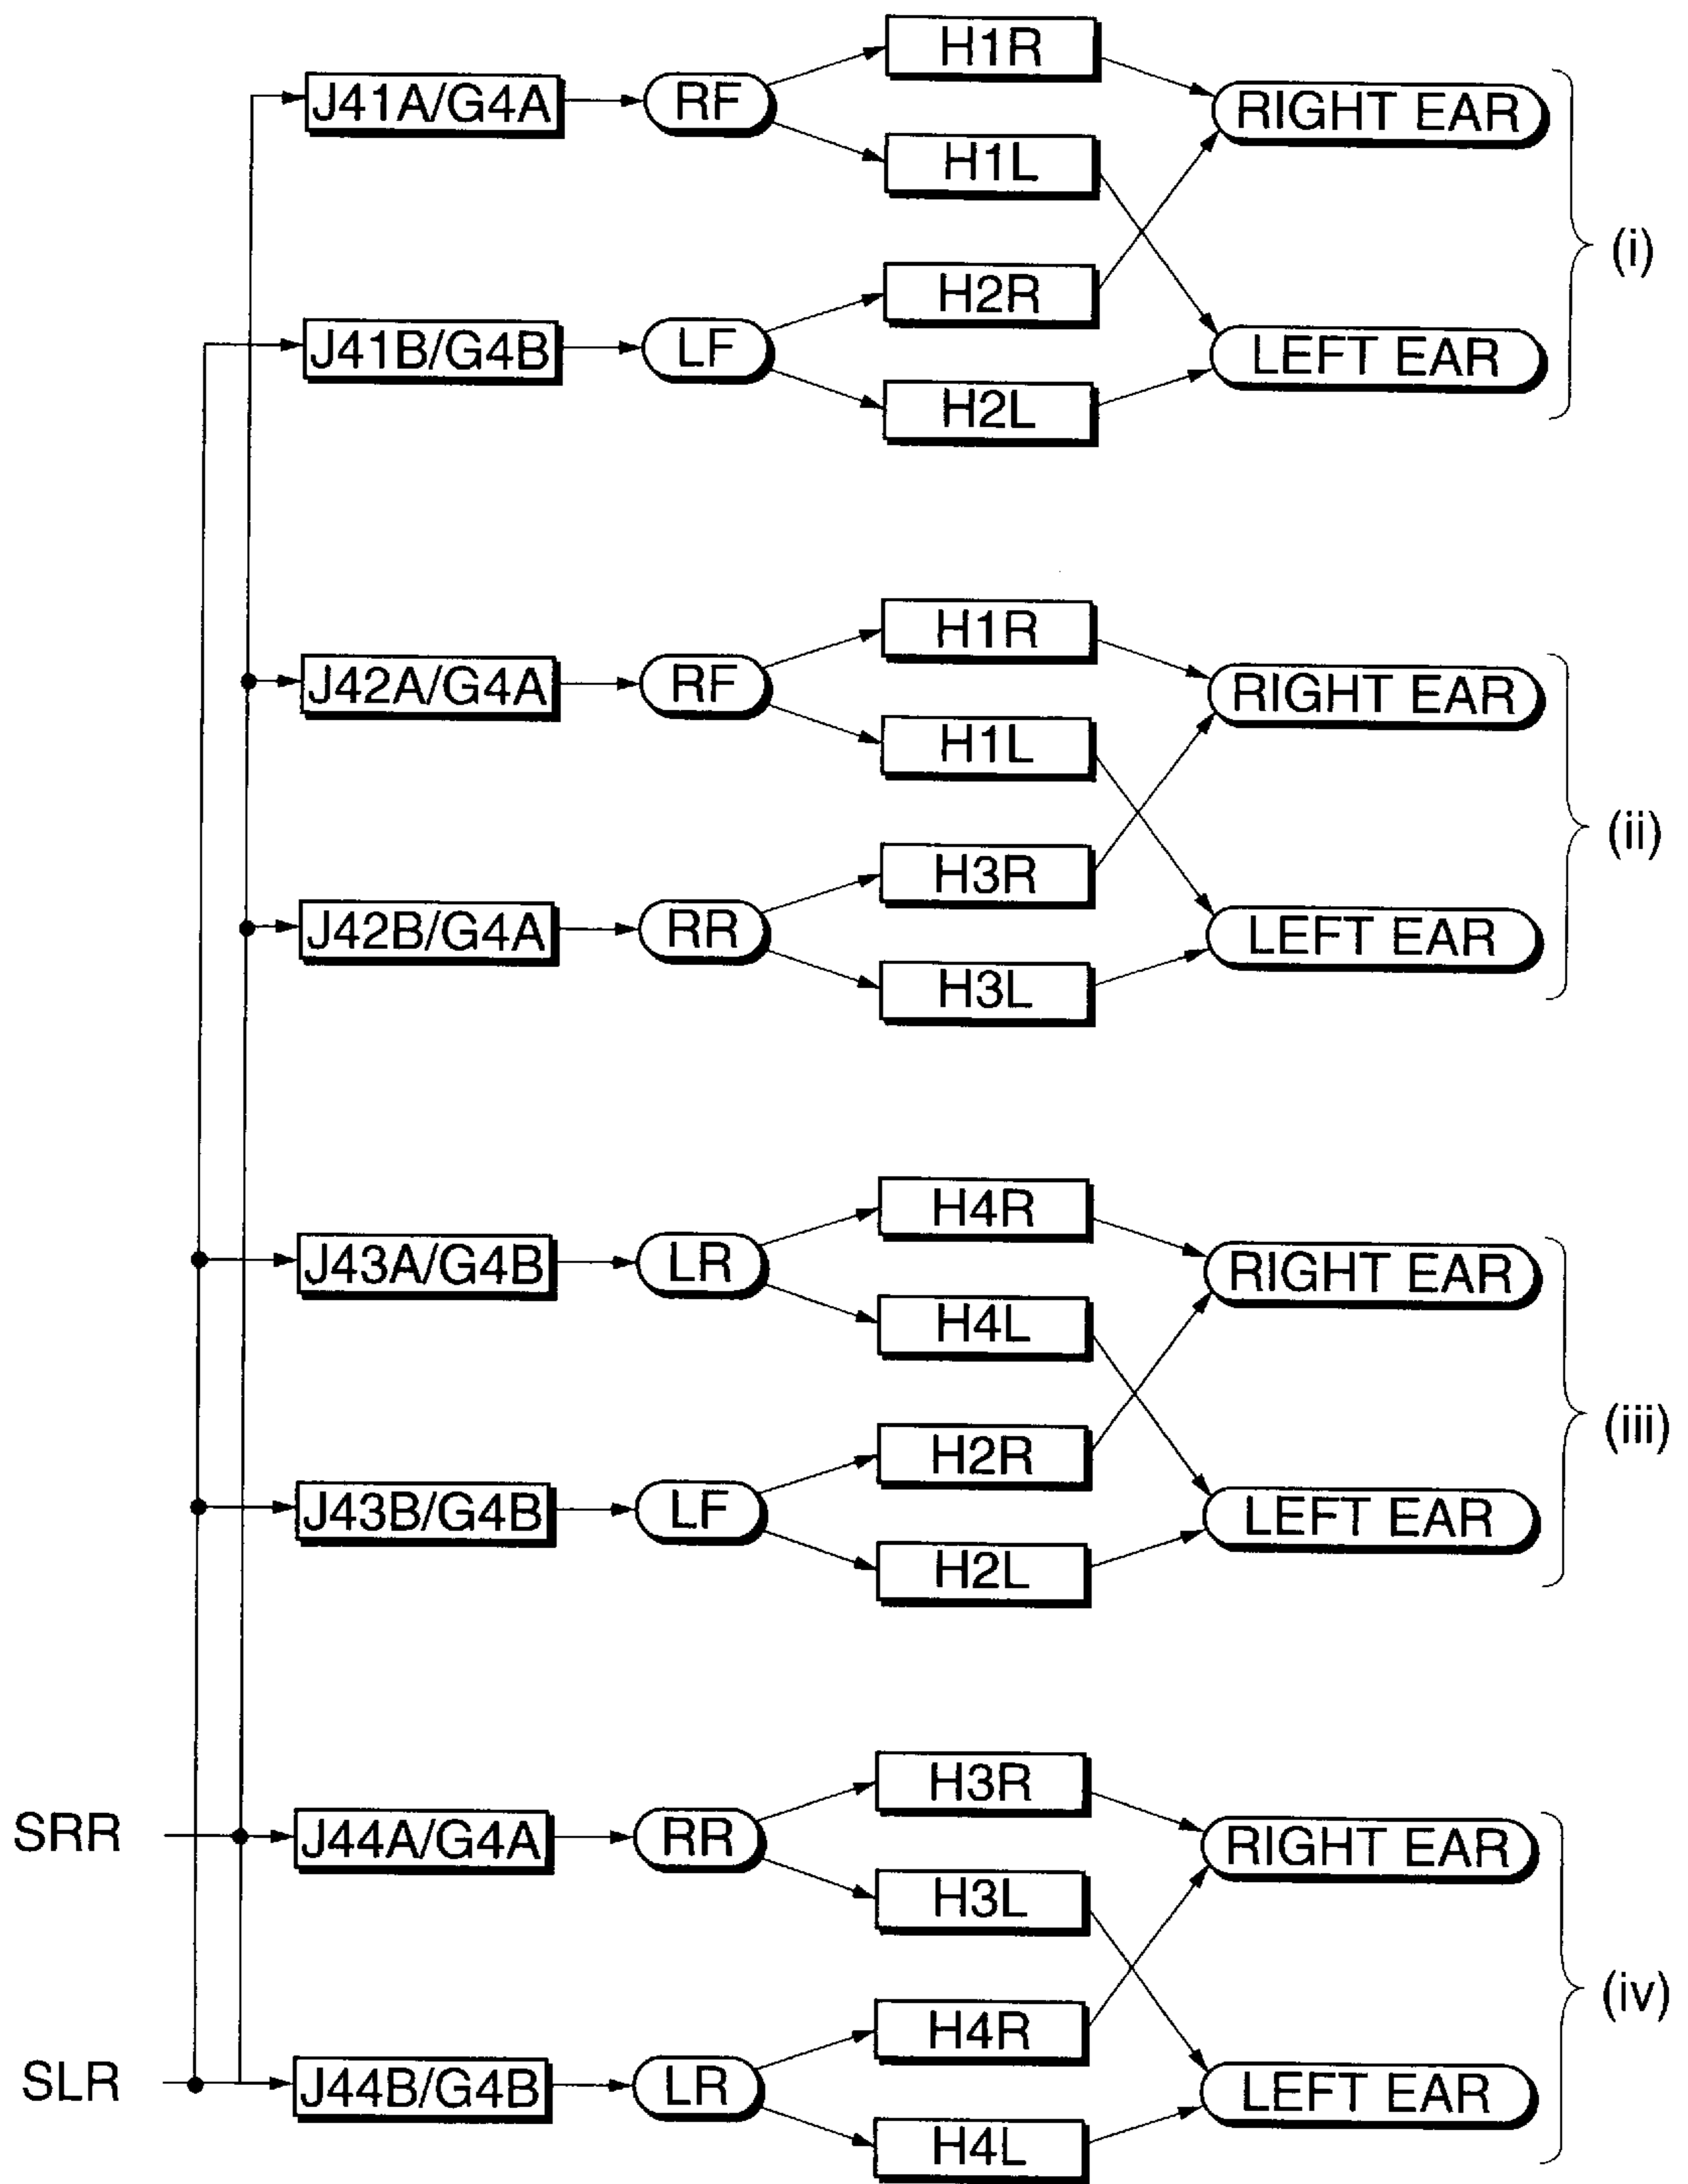 H1R
J41A/G4A
RF
RIGHT EAR
H1L
(i)
H2R
J41B/G4B
LF
LEFT EAR
H2L
H1R
J42A/G4A
RF
RIGHT EAR
H1L
(ii)
H3R
J42B/G4A
RR
LEFT EAR
H3L
H4R
J43A/G4B
LR
RIGHT EAR
H4L
(iii)
H2R
J43B/G4B
LF
LEFT EAR
H2L
H3R
SRR
J44A/G4A
RR
RIGHT EAR
H3L
(iv)
H4R
SLR
J44B/G4B
LR
LEFT EAR
H4L